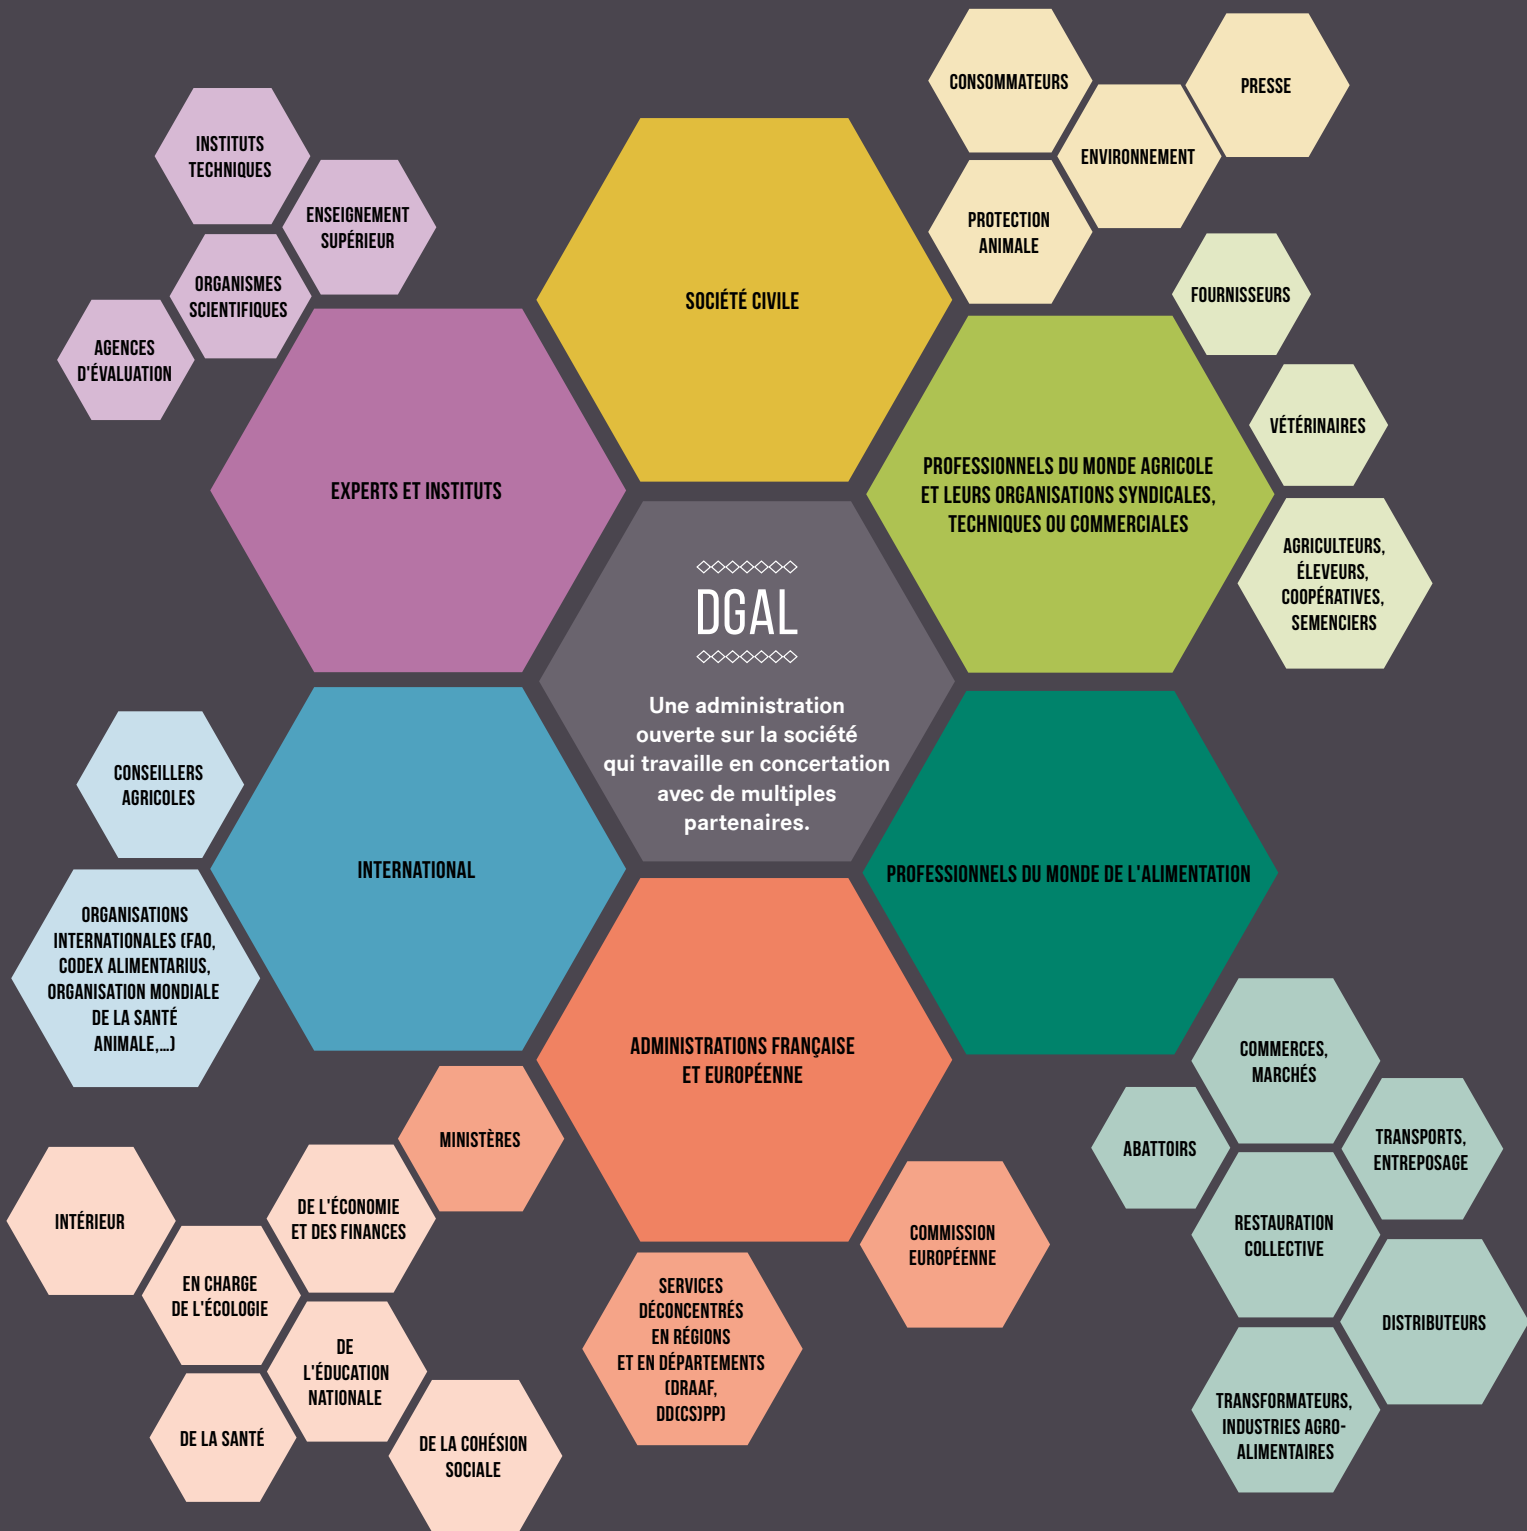 CONSOMMATEURS
PRESSE
ENVIRONNEMENT
PROTECTION
ANIMALE
INSTITUTS
TECHNIQUES
ENSEIGNEMENT
SUPÉRIEUR
ORGANISMES
SCIENTIFIQUES
AGENCES
D'ÉVALUATION
SOCIÉTÉ CIVILE
FOURNISSEURS
VÉTÉRINAIRES
AGRICULTEURS,
ÉLEVEURS,
COOPÉRATIVES,
SEMENCIERS
EXPERTS ET INSTITUTS
PROFESSIONNELS DU MONDE AGRICOLE
ET LEURS ORGANISATIONS SYNDICALES,
TECHNIQUES OU COMMERCIALES
DGAL
Une administration
ouverte sur la société
qui travaille en concertation
avec de multiples
partenaires.
CONSEILLERS
AGRICOLES
INTERNATIONAL
PROFESSIONNELS DU MONDE DE L'ALIMENTATION
ORGANISATIONS
INTERNATIONALES (FAO,
CODEX ALIMENTARIUS,
ORGANISATION MONDIALE
DE LA SANTÉ
ANIMALE,...)
ADMINISTRATIONS FRANÇAISE
ET EUROPÉENNE
MINISTÈRES
INTÉRIEUR
DE L'ÉCONOMIE
ET DES FINANCES
EN CHARGE
DE L'ÉCOLOGIE
DE
L'ÉDUCATION
NATIONALE
DE LA SANTÉ
DE LA COHÉSION
SOCIALE
SERVICES
DÉCONCENTRÉS
EN RÉGIONS
ET EN DÉPARTEMENTS
(DRAAF,
DD(CS)PP)
COMMISSION
EUROPÉENNE
COMMERCES,
MARCHÉS
ABATTOIRS
TRANSPORTS,
ENTREPOSAGE
RESTAURATION
COLLECTIVE
DISTRIBUTEURS
TRANSFORMATEURS,
INDUSTRIES AGRO-
ALIMENTAIRES